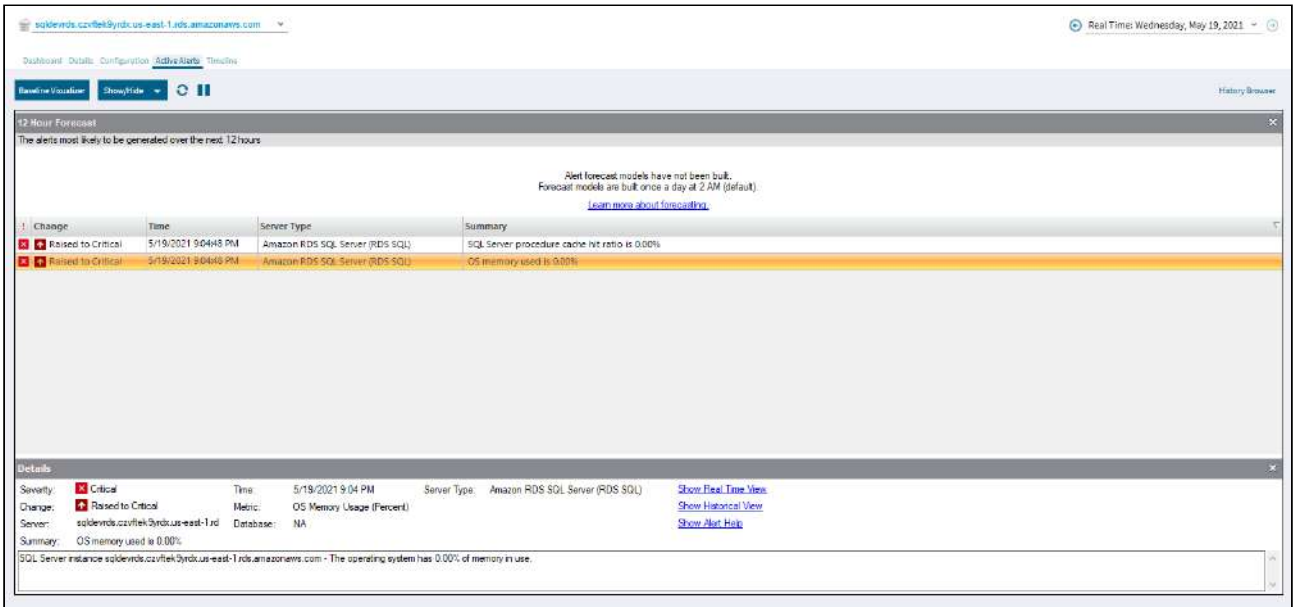 sqldevrds.czvftek9yrdx.us-east-1.rds.amazonaws.com
Real Time: Wednesday, May 19, 2021
Dashboard Details Configuration Active Alerts Timeline
Baseline Visualizer Show/Hide History Browser
12 Hour Forecast
The alerts most likely to be generated over the next 12 hours
Alert forecast models have not been built.
Forecast models are built once a day at 2 AM (default).
Learn more about forecasting.
! Change Time Server Type Summary
Raised to Critical 5/19/2021 9:04:48 PM Amazon RDS SQL Server (RDS SQL) SQL Server procedure cache hit ratio is 0.00%
Raised to Critical 5/19/2021 9:04:48 PM Amazon RDS SQL Server (RDS SQL) OS memory used is 0.00%
Details
Severity: Critical Time: 5/19/2021 9:04 PM Server Type: Amazon RDS SQL Server (RDS SQL) Show Real Time View
Change: Raised to Critical Metric: OS Memory Usage (Percent) Show Historical View
Server: sqldevrds.czvftek9yrdx.us-east-1.rd Database: NA Show Alert Help
Summary: OS memory used is 0.00%
SQL Server instance sqldevrds.czvftek9yrdx.us-east-1.rds.amazonaws.com - The operating system has 0.00% of memory in use.